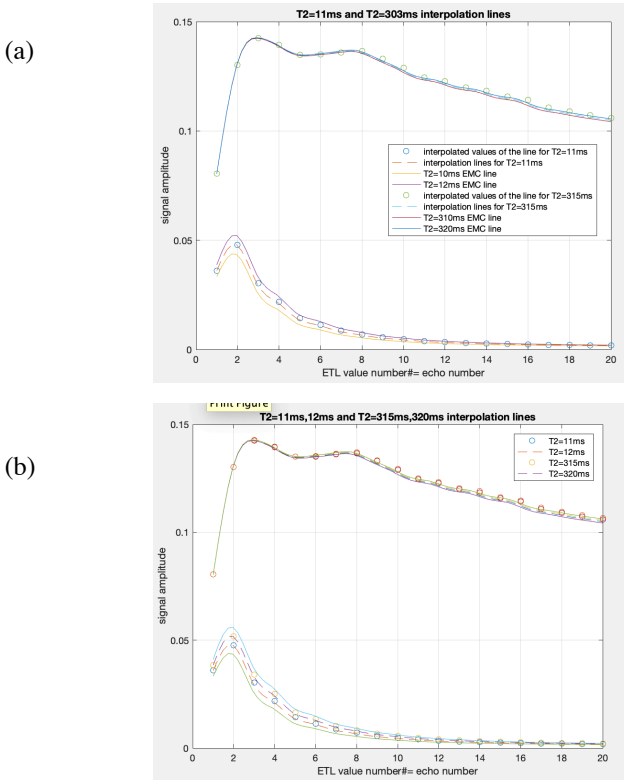 (a)
T2=11ms and T2=303ms interpolation lines
0.15
0.1
0.05
0
signal amplitude
interpolated values of the line for T2=11ms
interpolation lines for T2=11ms
T2=10ms EMC line
T2=12ms EMC line
interpolated values of the line for T2=315ms
interpolation lines for T2=315ms
T2=310ms EMC line
T2=320ms EMC line
0 2 4 6 8 10 12 14 16 18 20
ETL value number#= echo number
Print Figure
(b)
T2=11ms,12ms and T2=315ms,320ms interpolation lines
0.15
0.1
0.05
0
signal amplitude
T2=11ms
T2=12ms
T2=315ms
T2=320ms
0 2 4 6 8 10 12 14 16 18 20
ETL value number#= echo number